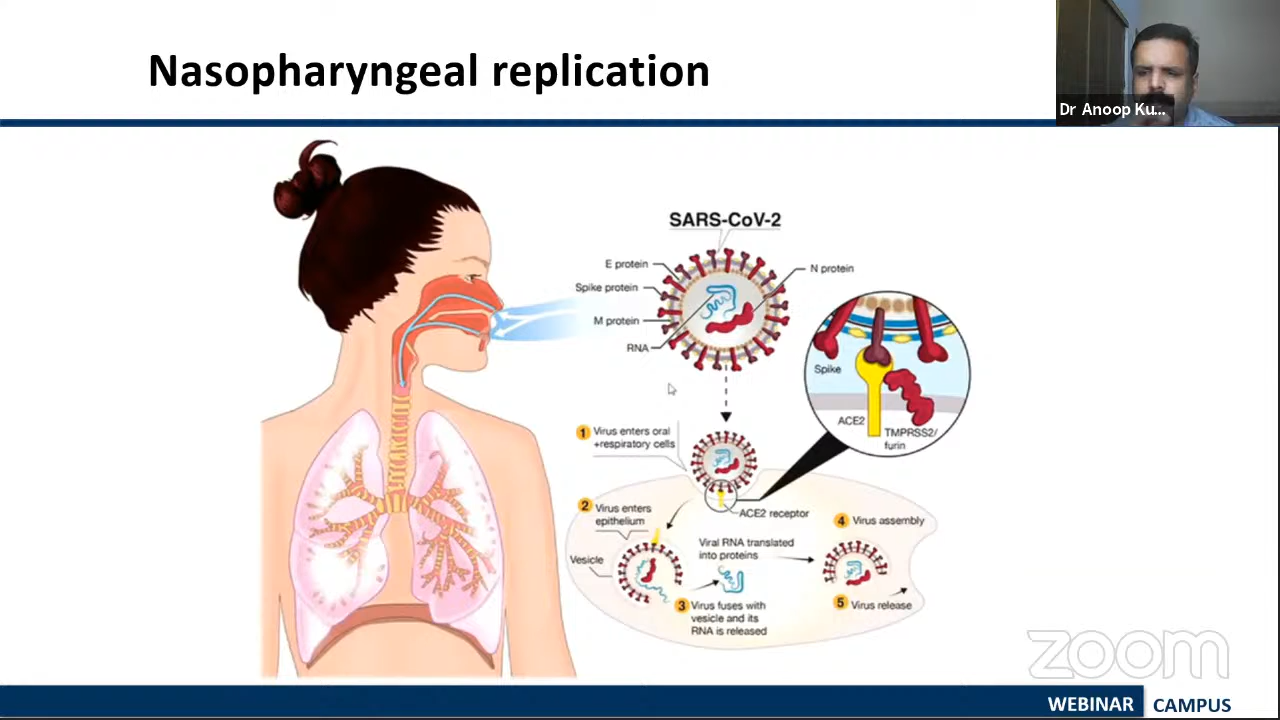 Nasopharyngeal replication
Dr Anoop Ku...
SARS-CoV-2
E protein
N protein
Spike protein
M protein
RNA
Spike
ACE2
TMPRSS2/
furin
1 Virus enters oral
+respiratory cells
2 Virus enters
epithelium
ACE2 receptor
4 Virus assembly
Vesicle
Viral RNA translated
into proteins
3 Virus fuses with
vesicle and its
RNA is released
5 Virus release
zoom
WEBINAR CAMPUS